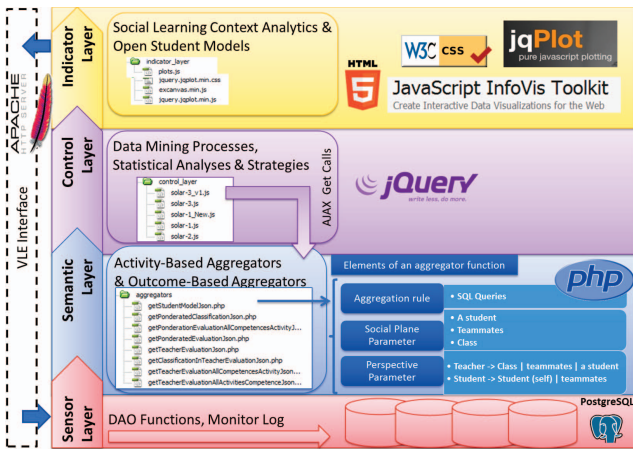 Indicator
Layer
Social Learning Context Analytics &
Open Student Models
indicator_layer
plots.js
jquery.jqplot.min.css
excanvas.min.js
jquery.jqplot.min.js
W3C css
jqPlot
pure javascript plotting
HTML
5
JavaScript InfoVis Toolkit
Create Interactive Data Visualizations for the Web
APACHE
HTTP SERVER
VLE Interface
Control
Layer
Data Mining Processes,
Statistical Analyses & Strategies
control_layer
solar-3_v1.js
solar-3.js
solar-1_New.js
solar-1.js
solar-2.js
AJAX Get Calls
jQuery
write less, do more.
Semantic
Layer
Activity-Based Aggregators
& Outcome-Based Aggregators
aggregators
getStudentModelJson.php
getPonderatedClassificationJson.php
getPonderationEvaluationAllCompetencesActivityJ...
getPonderatedEvaluationJson.php
getTeacherEvaluationJson.php
getClassificationInTeacherEvaluationJson.php
getTeacherEvaluationAllCompetencesActivityJson...
getTeacherEvaluationAllActivitiesCompetenceJson...
Elements of an aggregator function
php
Aggregation rule
• SQL Queries
Social Plane
Parameter
• A student
• Teammates
• Class
Perspective
Parameter
• Teacher -> Class | teammates | a student
• Student -> Student (self) | teammates
Sensor
Layer
DAO Functions, Monitor Log
PostgreSQL